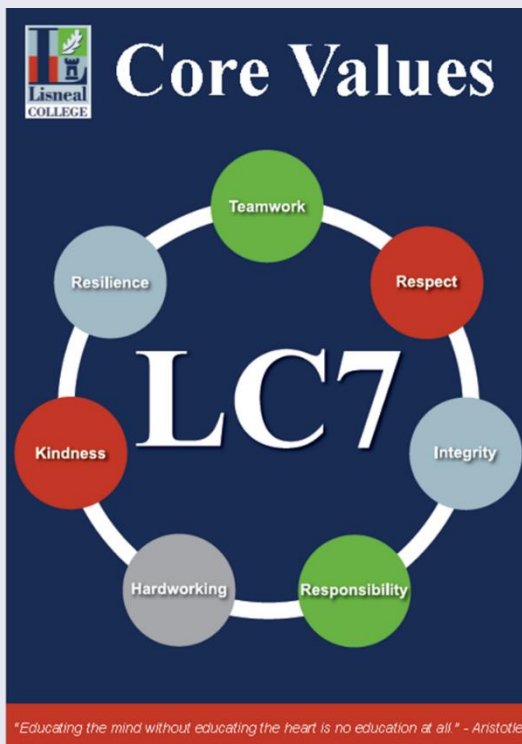 Lisneal
COLLEGE
Core Values
Teamwork
Resilience
Respect
LC7
Kindness
Integrity
Hardworking
Responsibility
"Educating the mind without educating the heart is no education at all." - Aristotle